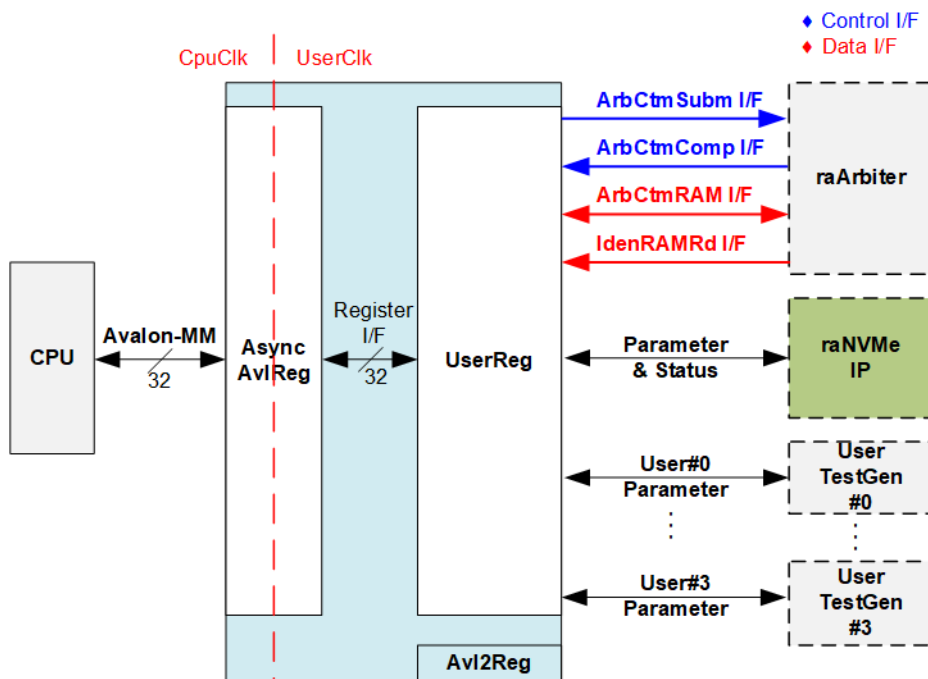 ♦ Control I/F
♦ Data I/F
CpuClk
UserClk
ArbCtmSubm I/F
ArbCtmComp I/F
ArbCtmRAM I/F
IdenRAMRd I/F
raArbiter
CPU
Avalon-MM
32
Async
AvlReg
Register
I/F
32
UserReg
Parameter
& Status
raNVMe
IP
User#0
Parameter
User
TestGen
#0
User#3
Parameter
User
TestGen
#3
Avl2Reg